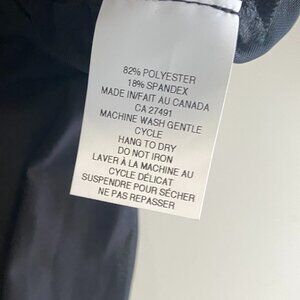 82% POLYESTER
18% SPANDEX
MADE IN/FAIT AU CANADA
CA 27491
MACHINE WASH GENTLE
CYCLE
HANG TO DRY
DO NOT IRON
LAVER À LA MACHINE AU
CYCLE DÉLICAT
SUSPENDRE POUR SÉCHER
NE PAS REPASSER